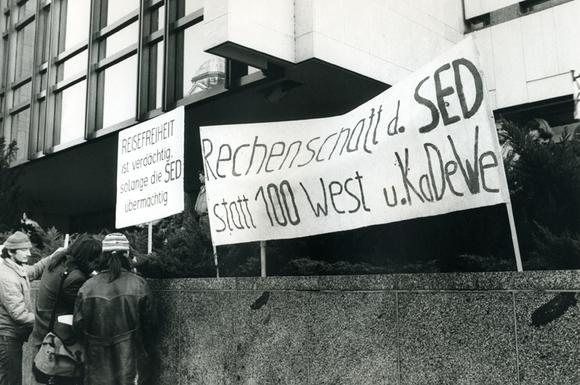 REISEFREIHEIT
ist verdächtig,
solange die SED
übermächtig
Rechenschaft d. SED
statt 100 West u. KaDeWe